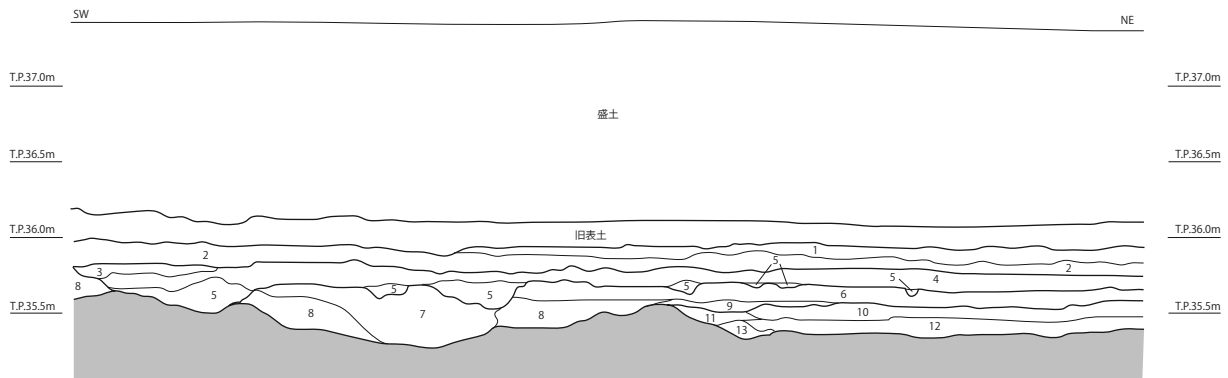 SW NE
T.P.37.0m T.P.37.0m
盛土
T.P.36.5m T.P.36.5m
T.P.36.0m 旧表土 T.P.36.0m
1
2
5 2
3 5 4
8 5 5 5 5 6
9
T.P.35.5m 8 7 8 11 10 T.P.35.5m
13 12